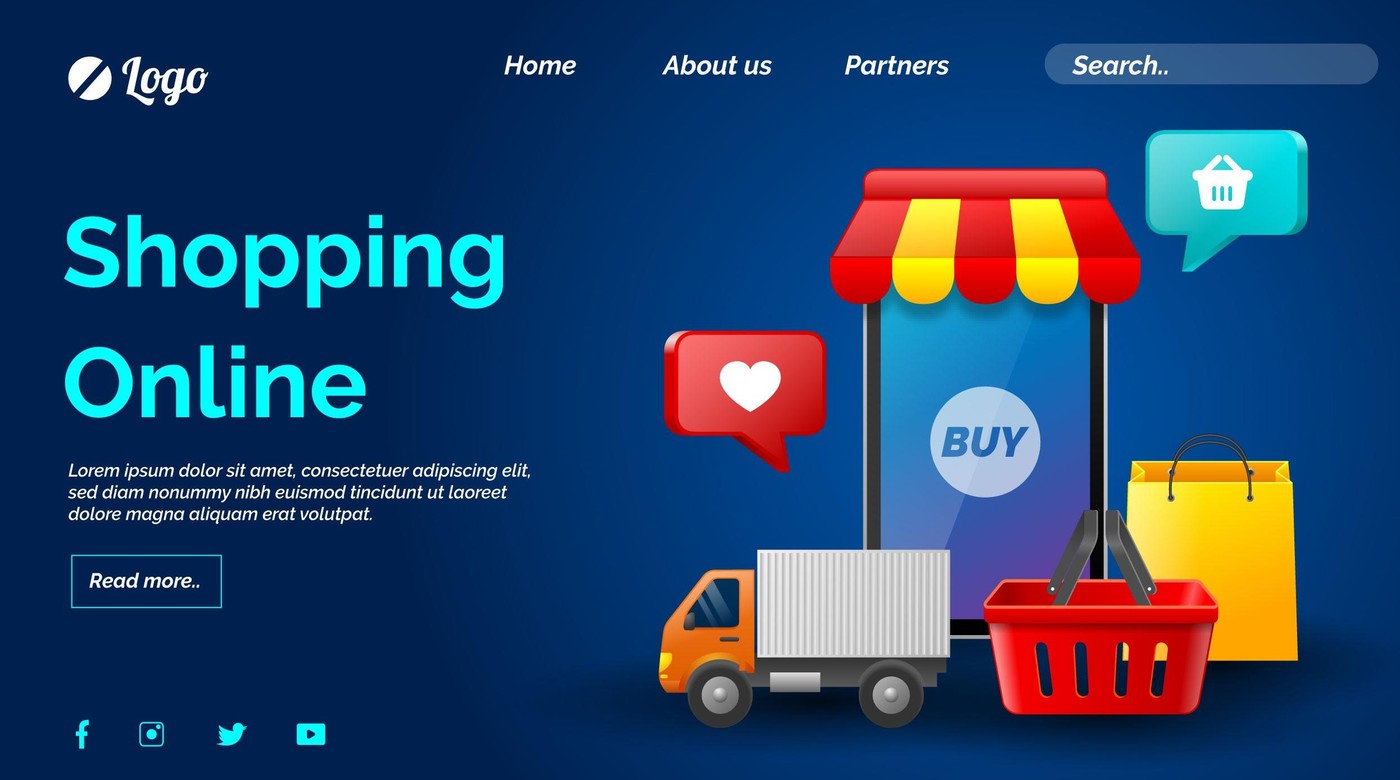 Logo
Home
About us
Partners
Search..
Shopping
Online
Lorem ipsum dolor sit amet, consectetuer adipiscing elit,
sed diam nonummy nibh euismod tincidunt ut laoreet
dolore magna aliquam erat volutpat.
Read more..
BUY